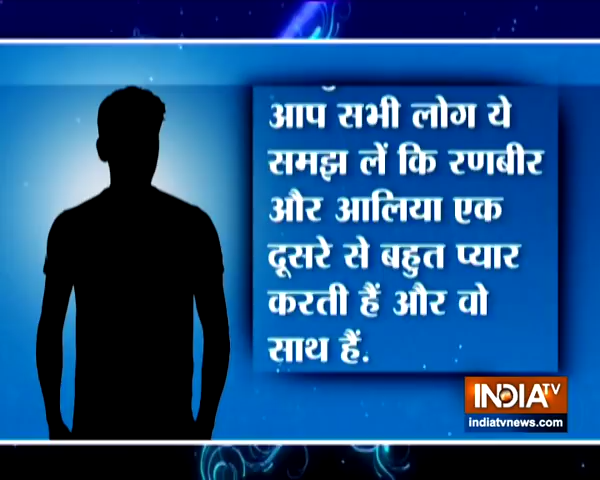 आप सभी लोग ये
समझ लें कि रणबीर
और आलिया एक
दूसरे से बहुत प्यार
करती हैं और वो
साथ हैं.
INDIA TV
indiatvnews.com